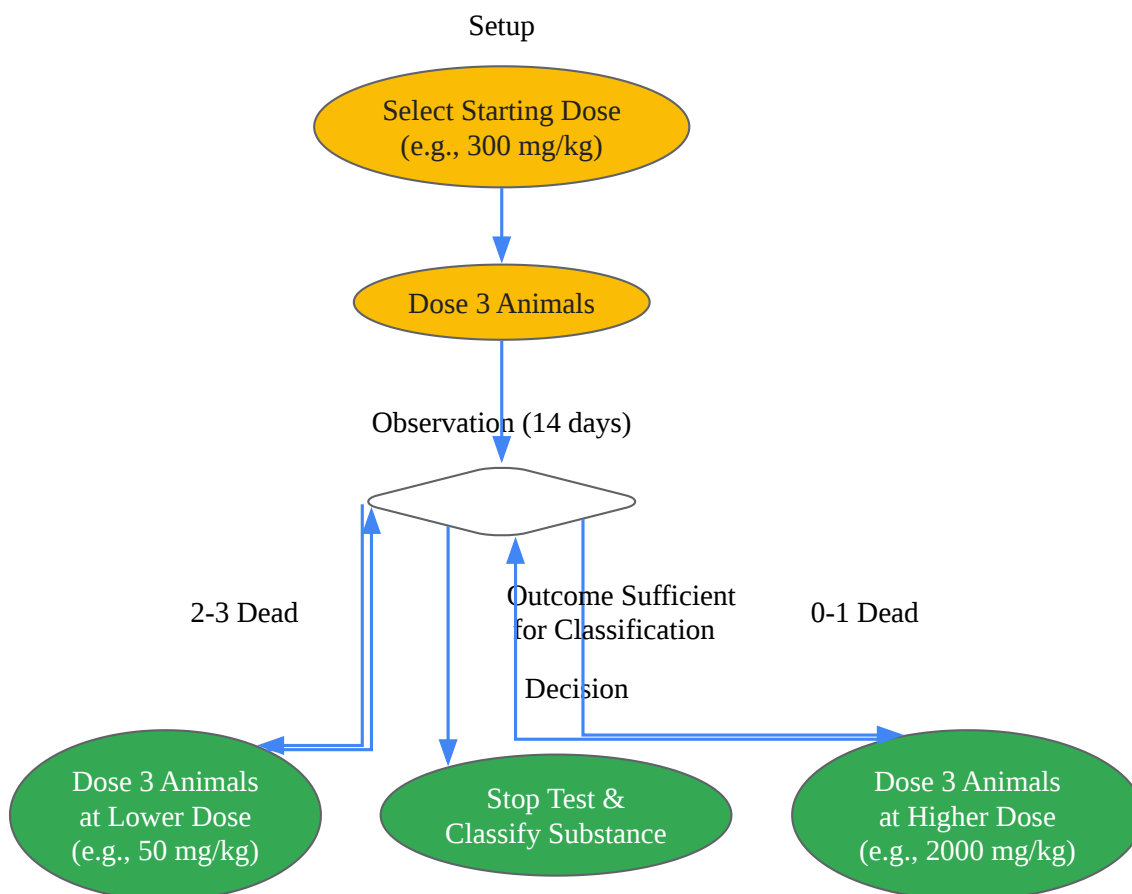 Setup
Select Starting Dose
(e.g., 300 mg/kg)
Dose 3 Animals
Observation (14 days)
2-3 Dead
Outcome Sufficient
for Classification
0-1 Dead
Decision
Dose 3 Animals
at Lower Dose
(e.g., 50 mg/kg)
Stop Test &
Classify Substance
Dose 3 Animals
at Higher Dose
(e.g., 2000 mg/kg)